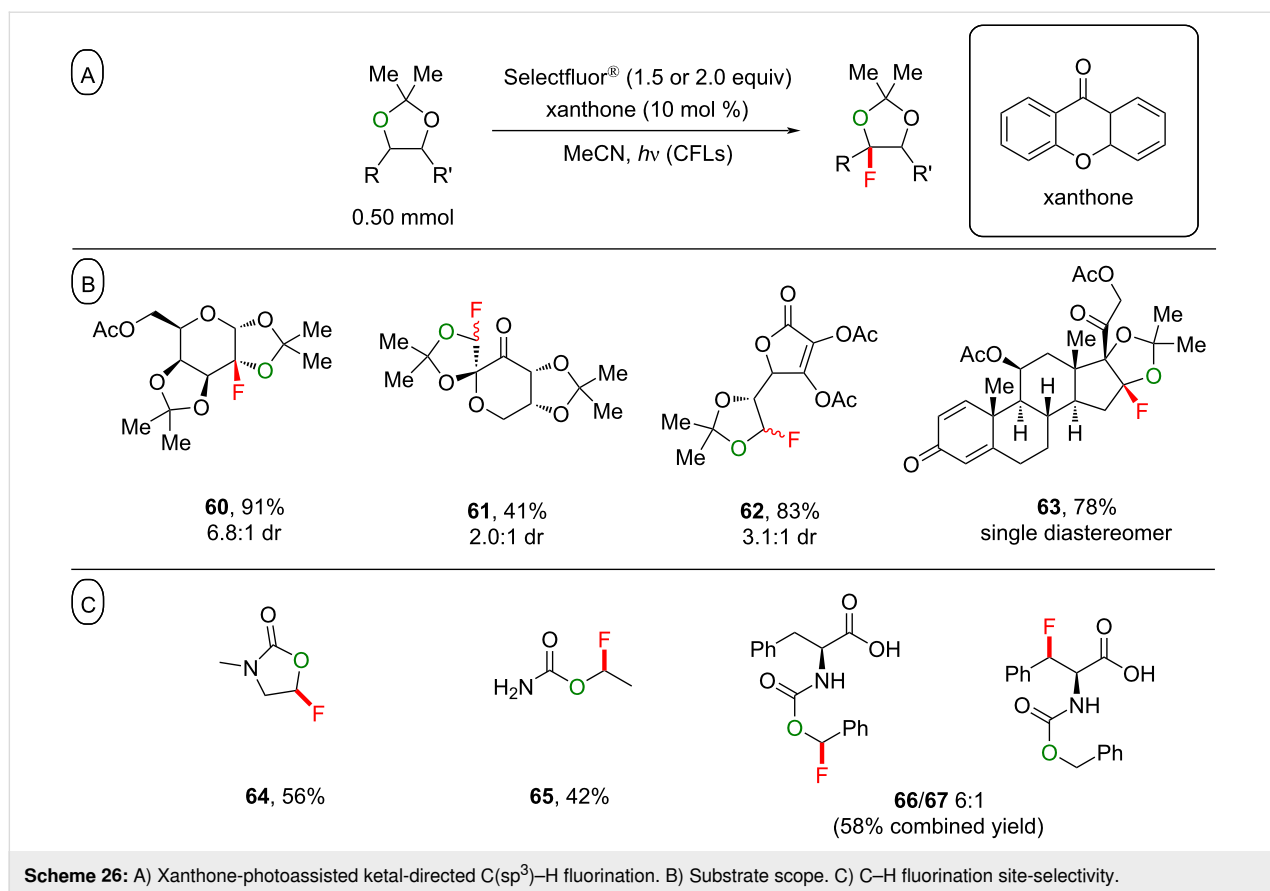 A
Me Me
O O
R R'
0.50 mmol
Selectfluor® (1.5 or 2.0 equiv)
xanthone (10 mol %)
MeCN, hν (CFLs)
Me Me
O O
R F R'
O
O
xanthone
B
AcO O O Me
Me
O F O
O
Me
Me
60, 91%
6.8:1 dr
F
O O
Me
Me O O Me
O O Me
61, 41%
2.0:1 dr
O
O OAc
O OAc
Me
Me O F
62, 83%
3.1:1 dr
AcO
O
Me O Me
AcO Me
Me H O
F
H H
O
63, 78%
single diastereomer
C
O
N O
F
64, 56%
O F
H2N O
65, 42%
O
Ph OH
O NH
O Ph
F
F O
Ph OH
O NH
O Ph
66/67 6:1
(58% combined yield)
Scheme 26: A) Xanthone-photoassisted ketal-directed C(sp³)–H fluorination. B) Substrate scope. C) C–H fluorination site-selectivity.